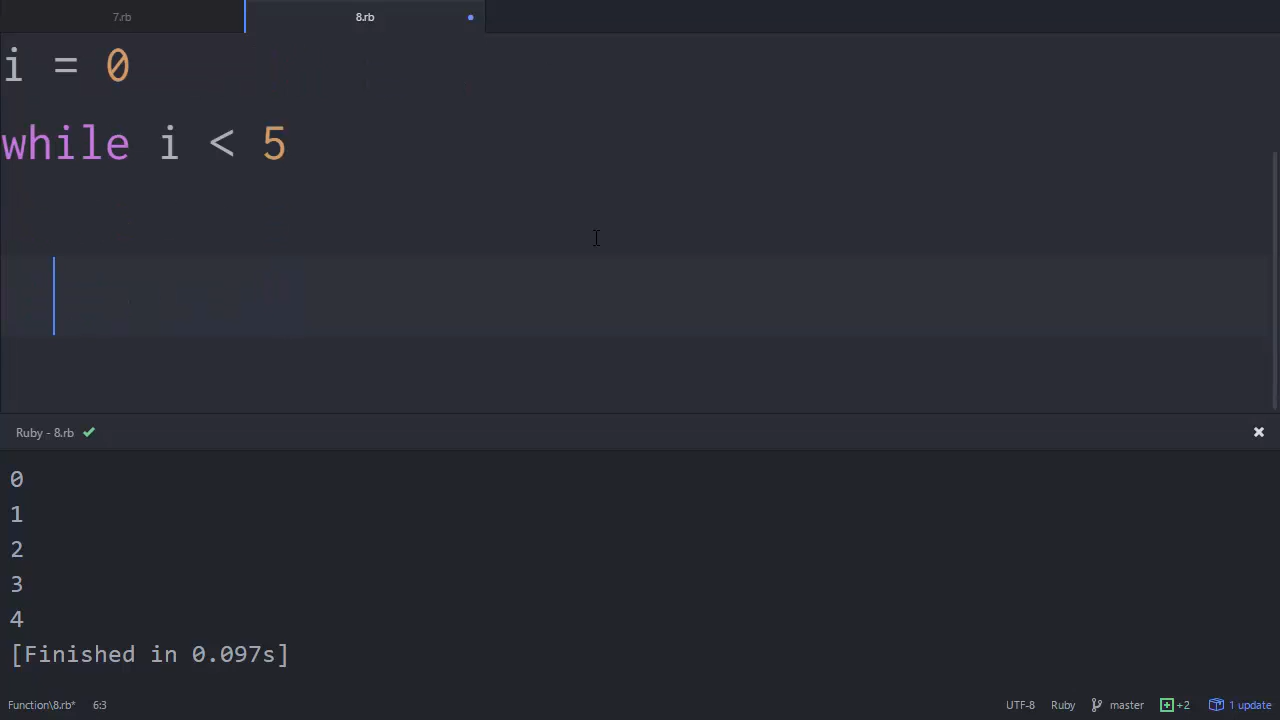 7.rb
8.rb
i = 0
while i < 5
Ruby - 8.rb
0
1
2
3
4
[Finished in 0.097s]
Function\8.rb* 6:3 UTF-8 Ruby master +2 1 update